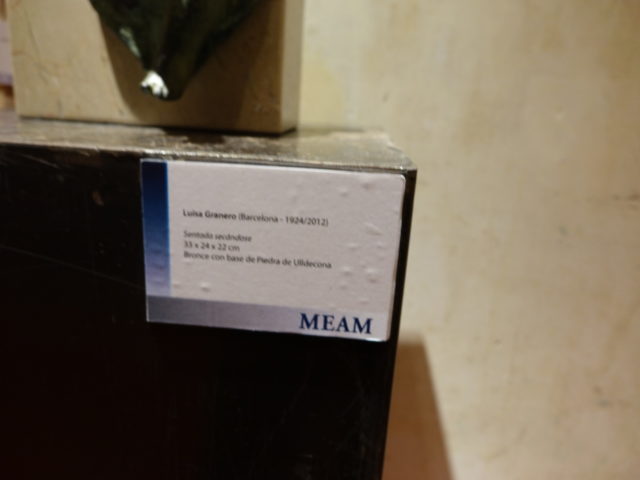 Luisa Granero (Barcelona - 1924/2012)
Sentada secándose
33 x 24 x 22 cm
Bronce con base de Piedra de Ulldecona
MEAM